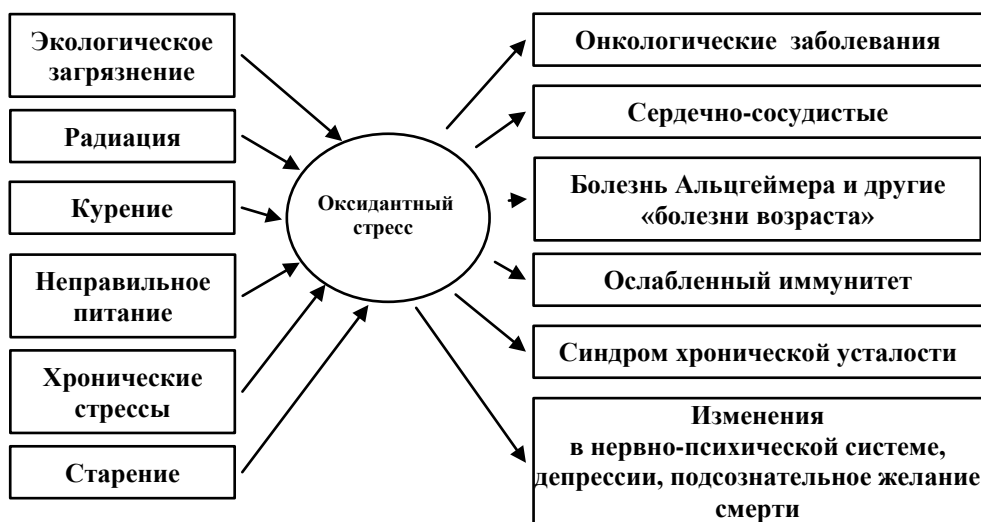 Экологическое
загрязнение
Радиация
Курение
Неправильное
питание
Хронические
стрессы
Старение
Оксидантный
стресс
Онкологические заболевания
Сердечно-сосудистые
Болезнь Альцгеймера и другие
«болезни возраста»
Ослабленный иммунитет
Синдром хронической усталости
Изменения
в нервно-психической системе,
депрессии, подсознательное желание
смерти